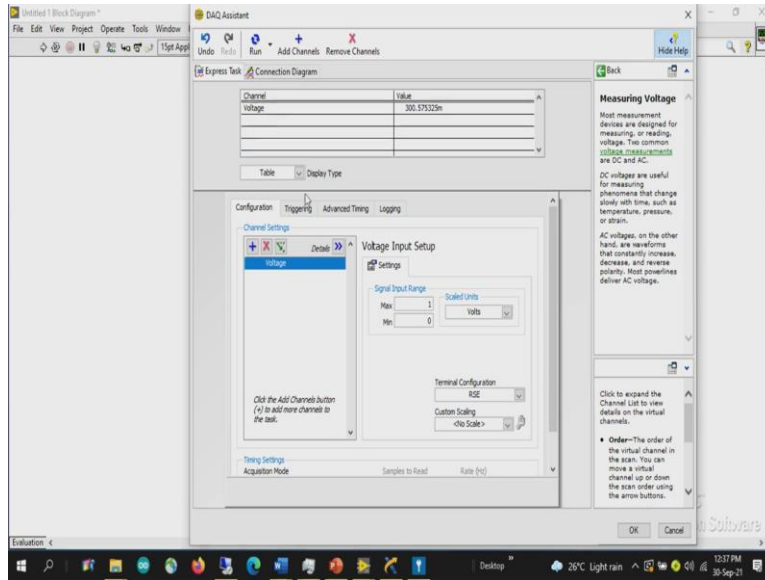 Untitled 1 Block Diagram *
File Edit View Project Operate Tools Window
15pt Appl
DAQ Assistant
Undo Redo Run Add Channels Remove Channels
Hide Help
Express Task Connection Diagram
Channel Value
Voltage 300.575325m
Table Display Type
Configuration Triggering Advanced Timing Logging
Channel Settings
Details
Voltage
Click the Add Channels button
(+) to add more channels to
the task.
Voltage Input Setup
Settings
Signal Input Range
Max 1
Min 0
Scaled Units
Volts
Terminal Configuration
RSE
Custom Scaling
<No Scale>
Timing Settings
Acquisition Mode Samples to Read Rate (Hz)
Back
Measuring Voltage
Most measurement
devices are designed for
measuring, or reading,
voltage. Two common
voltage measurements
are DC and AC.
DC voltages are useful
for measuring
phenomena that change
slowly with time, such as
temperature, pressure,
or strain.
AC voltages, on the other
hand, are waveforms
that constantly increase,
decrease, and reverse
polarity. Most powerlines
deliver AC voltage.
Click to expand the
Channel List to view
details on the virtual
channels.
• Order—The order of
the virtual channel in
the scan. You can
move a virtual
channel up or down
the scan order using
the arrow buttons.
OK Cancel
Software
Evaluation
Desktop
26°C Light rain
12:37 PM
30-Sep-21